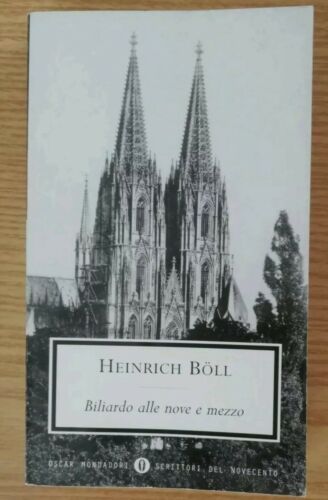 HEINRICH BÖLL
Biliardo alle nove e mezzo
OSCAR MONDADORI SCRITTORI DEL NOVECENTO